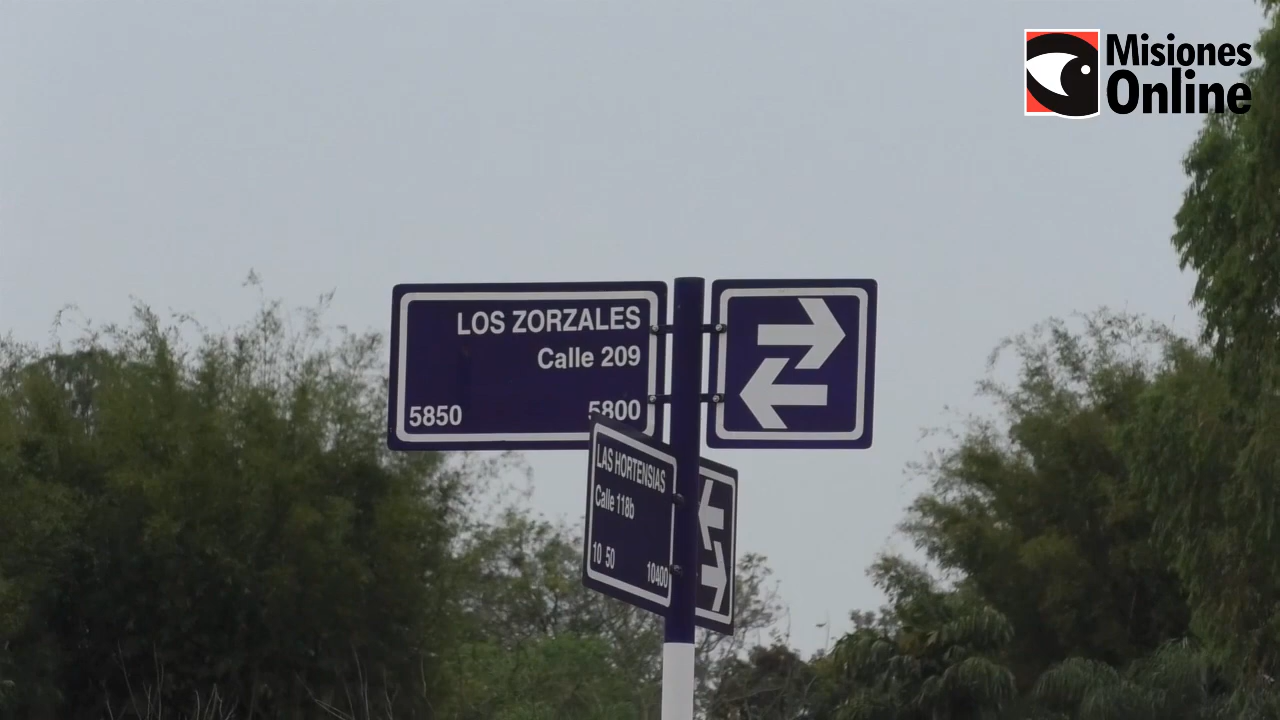 Misiones
Online
LOS ZORZALES
Calle 209
5850 5800
LAS HORTENSIAS
Calle 118b
10 50 10400